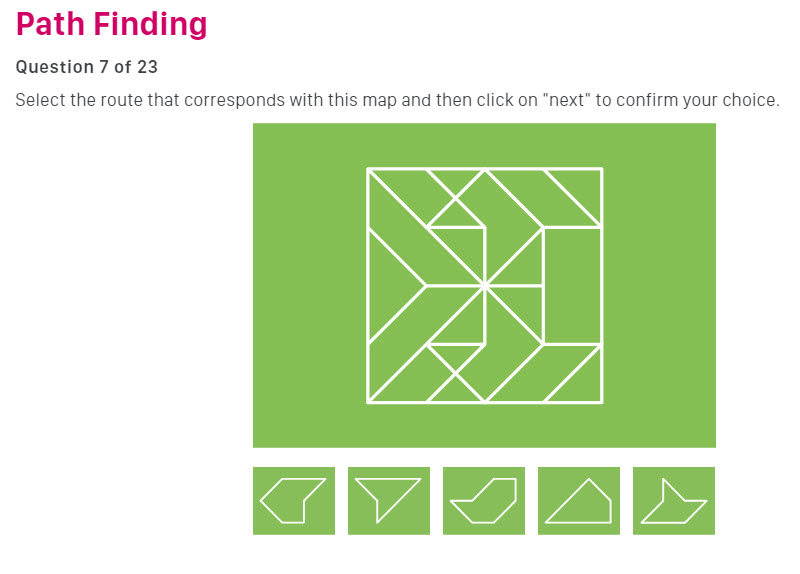 Path Finding
Question 7 of 23
Select the route that corresponds with this map and then click on "next" to confirm your choice.